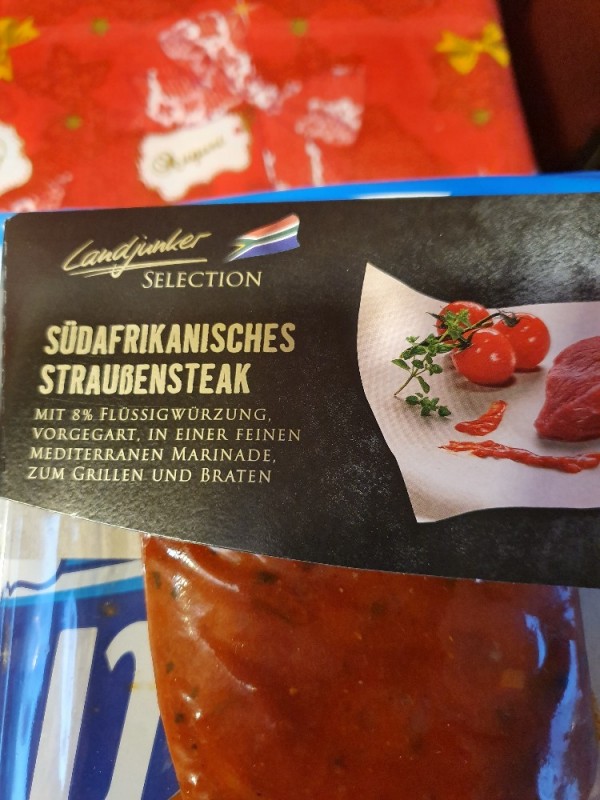 Landjunker
SELECTION
SÜDAFRIKANISCHES
STRAUßENSTEAK
MIT 8% FLÜSSIGWÜRZUNG,
VORGEGART, IN EINER FEINEN
MEDITERRANEN MARINADE,
ZUM GRILLEN UND BRATEN